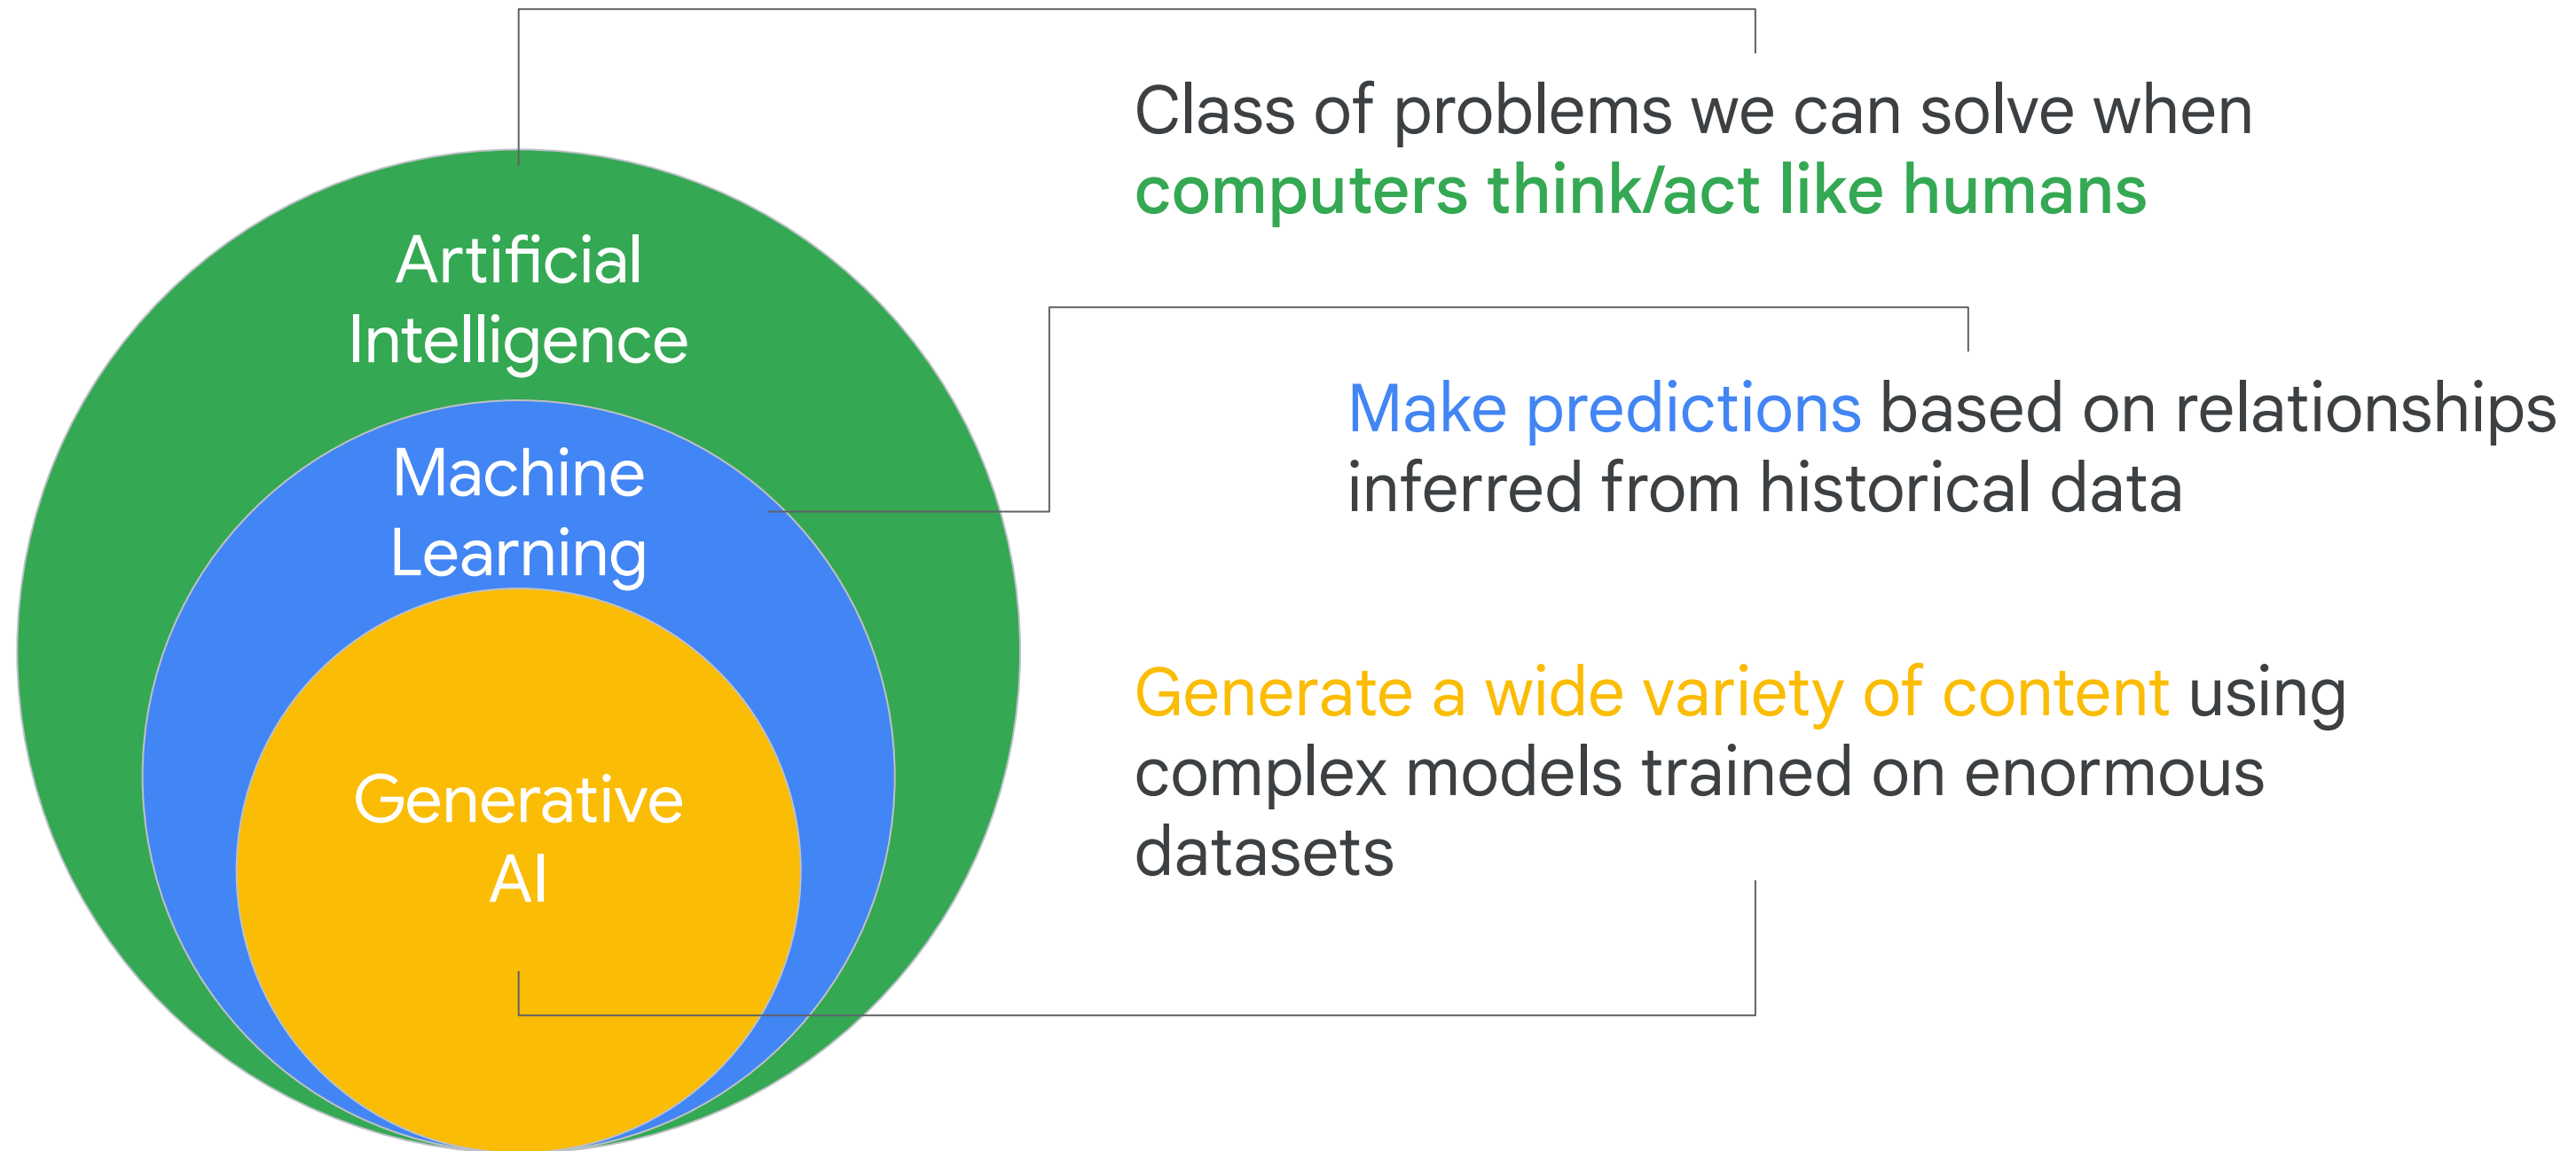 Artificial
Intelligence
Machine
Learning
Generative
AI
Class of problems we can solve when
computers think/act like humans
Make predictions based on relationships
inferred from historical data
Generate a wide variety of content using
complex models trained on enormous
datasets